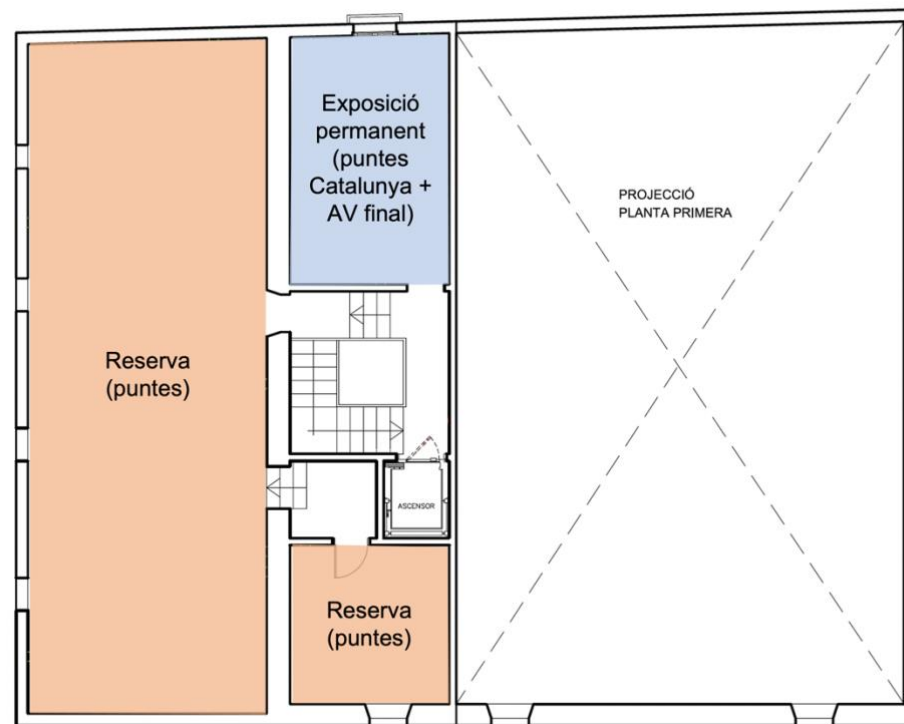 Exposició
permanent
(puntes
Catalunya +
AV final)
PROJECCIÓ
PLANTA PRIMERA
Reserva
(puntes)
ASCENSOR
Reserva
(puntes)